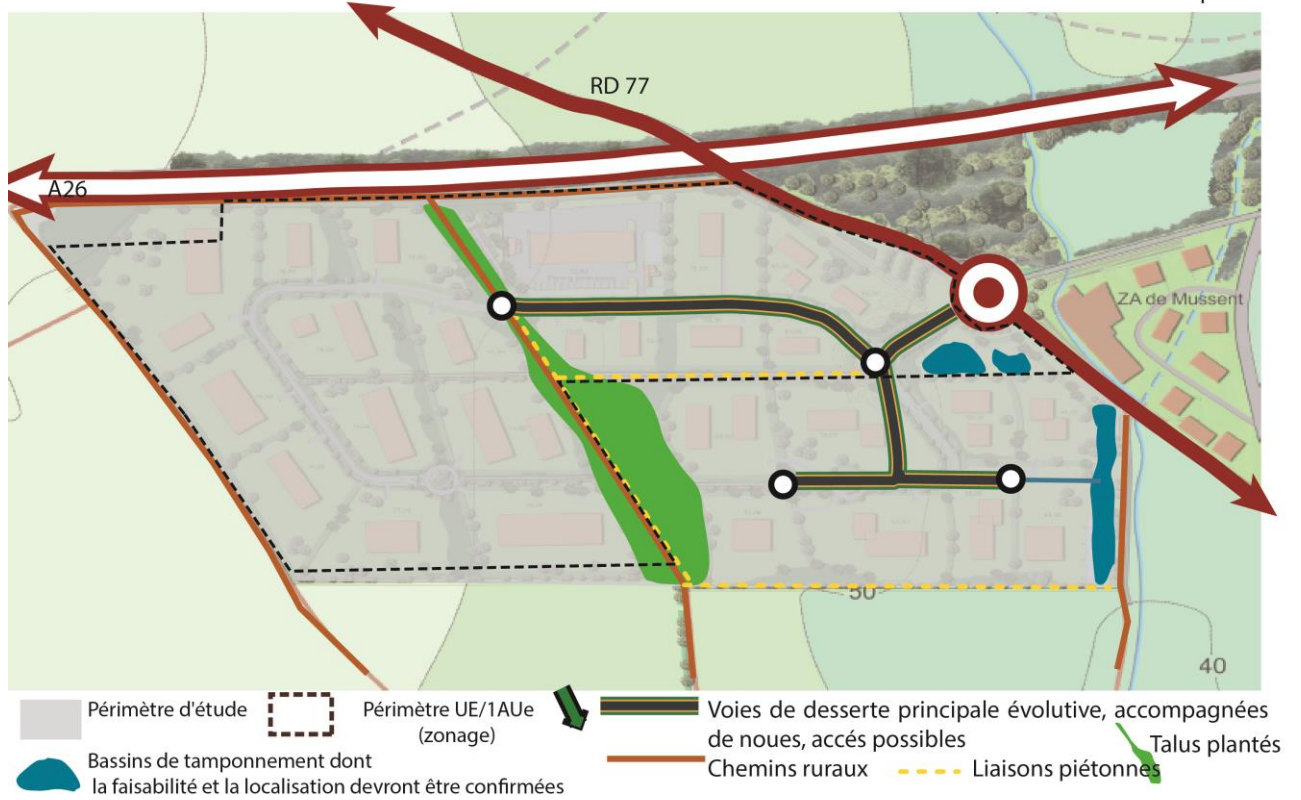 RD 77
A26
ZA de Mussent
50
40
Périmètre d'étude
Périmètre UE/1AUe
(zonage)
Voies de desserte principale évolutive, accompagnées
de noues, accés possibles
Talus plantés
Bassins de tamponnement dont
la faisabilité et la localisation devront être confirmées
Chemins ruraux
Liaisons piétonnes